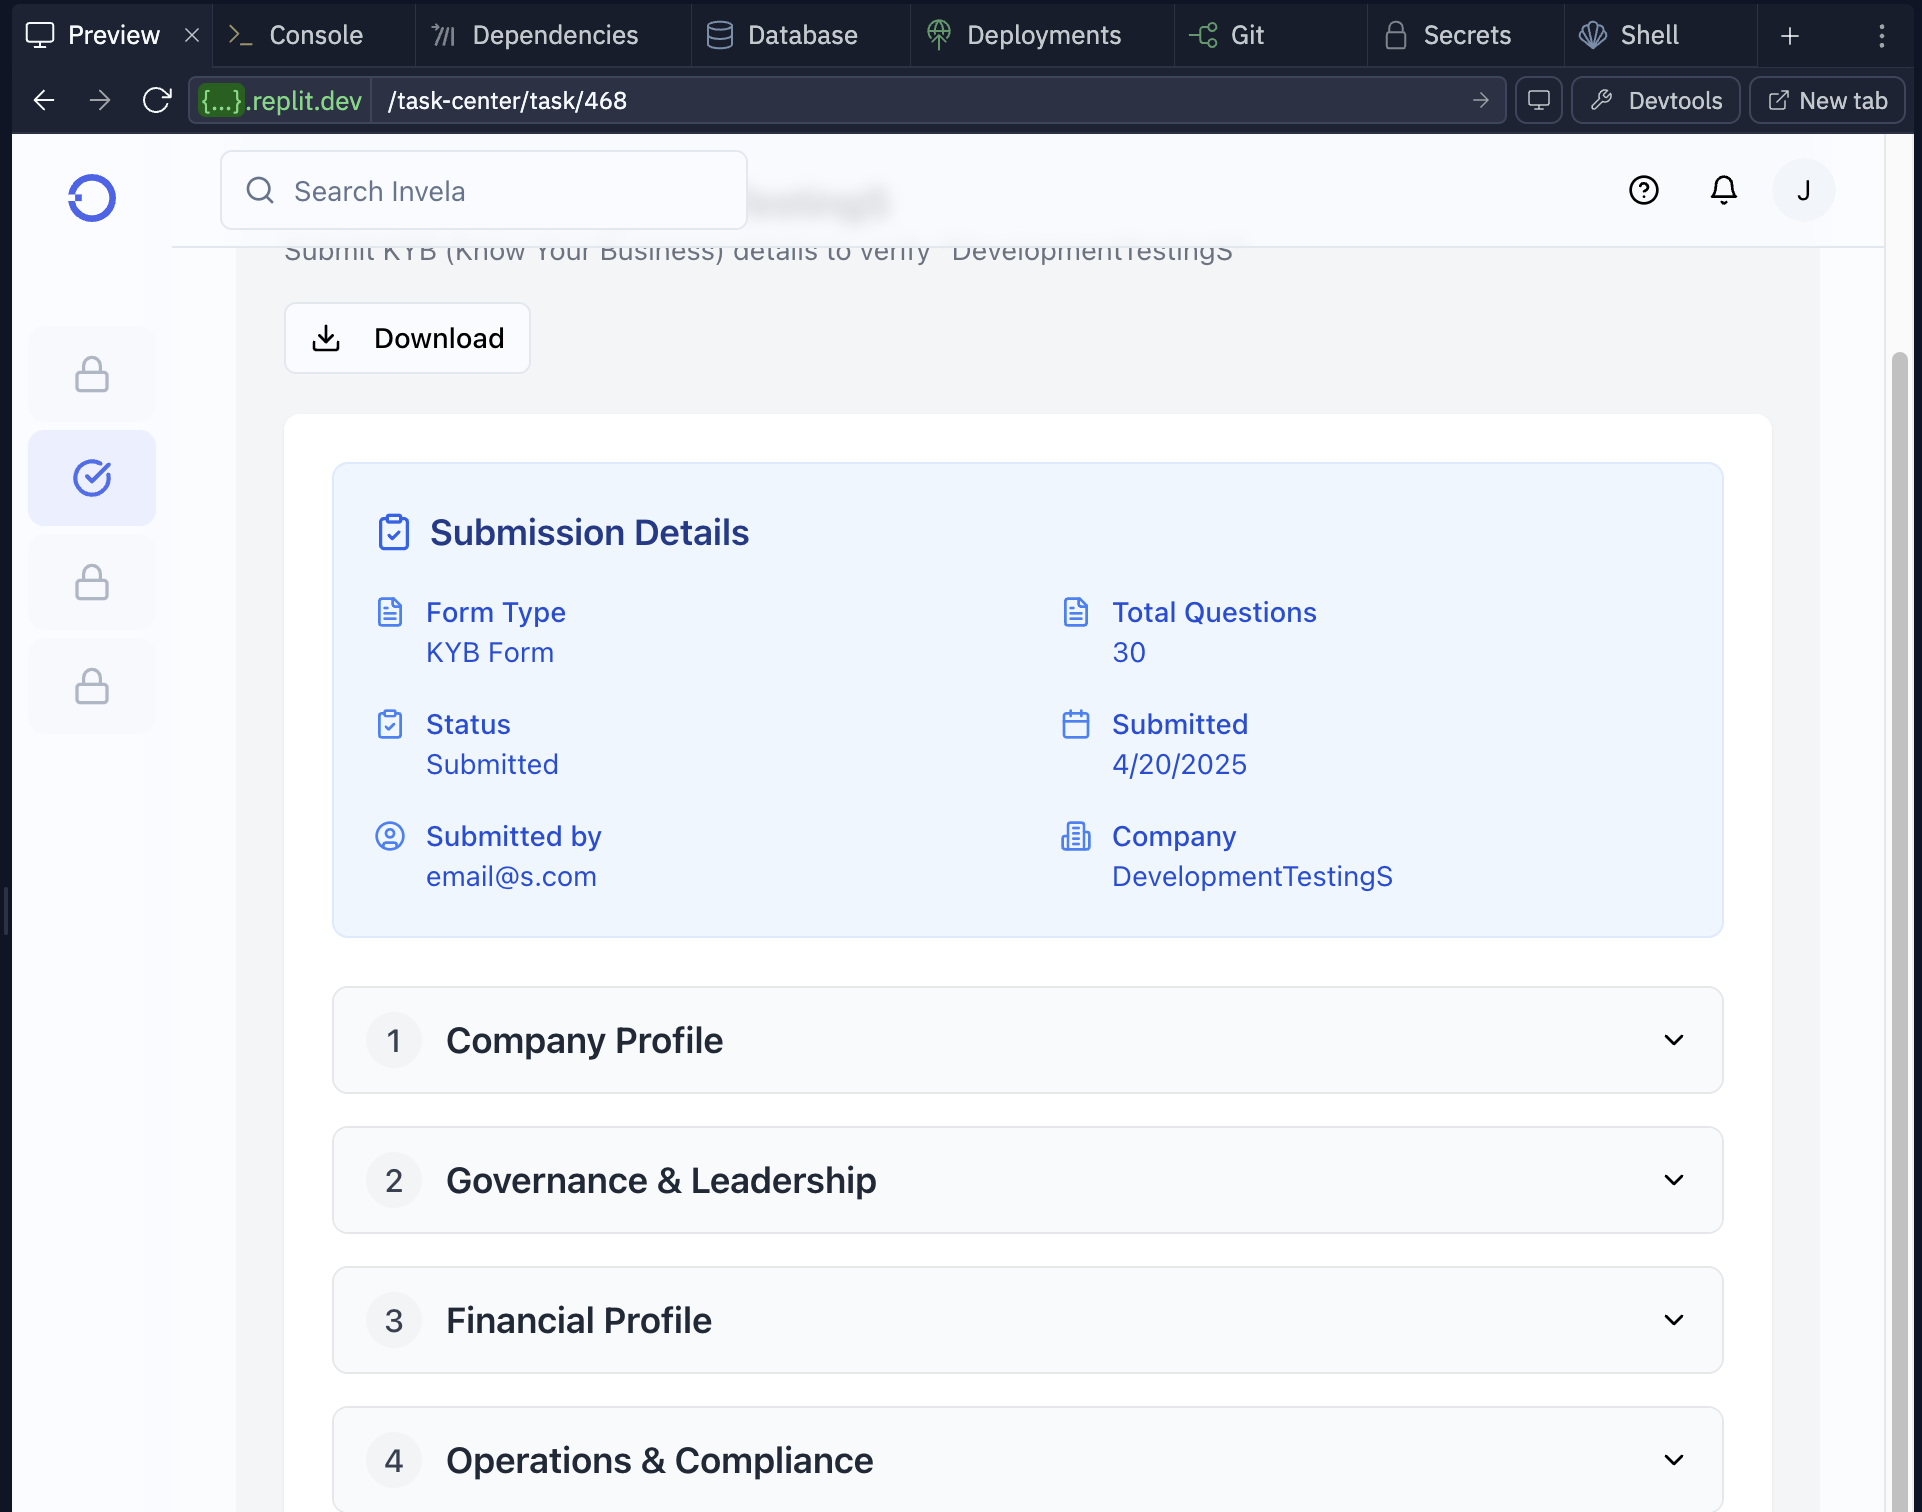 Preview
Console
Dependencies
Database
Deployments
Git
Secrets
Shell
{...}.replit.dev
/task-center/task/468
Devtools
New tab
Search Invela
J
Submit KYB (Know Your Business) details to verify DevelopmentTestingS
Download
Submission Details
Form Type
KYB Form
Total Questions
30
Status
Submitted
Submitted
4/20/2025
Submitted by
email@s.com
Company
DevelopmentTestingS
1
Company Profile
2
Governance & Leadership
3
Financial Profile
4
Operations & Compliance